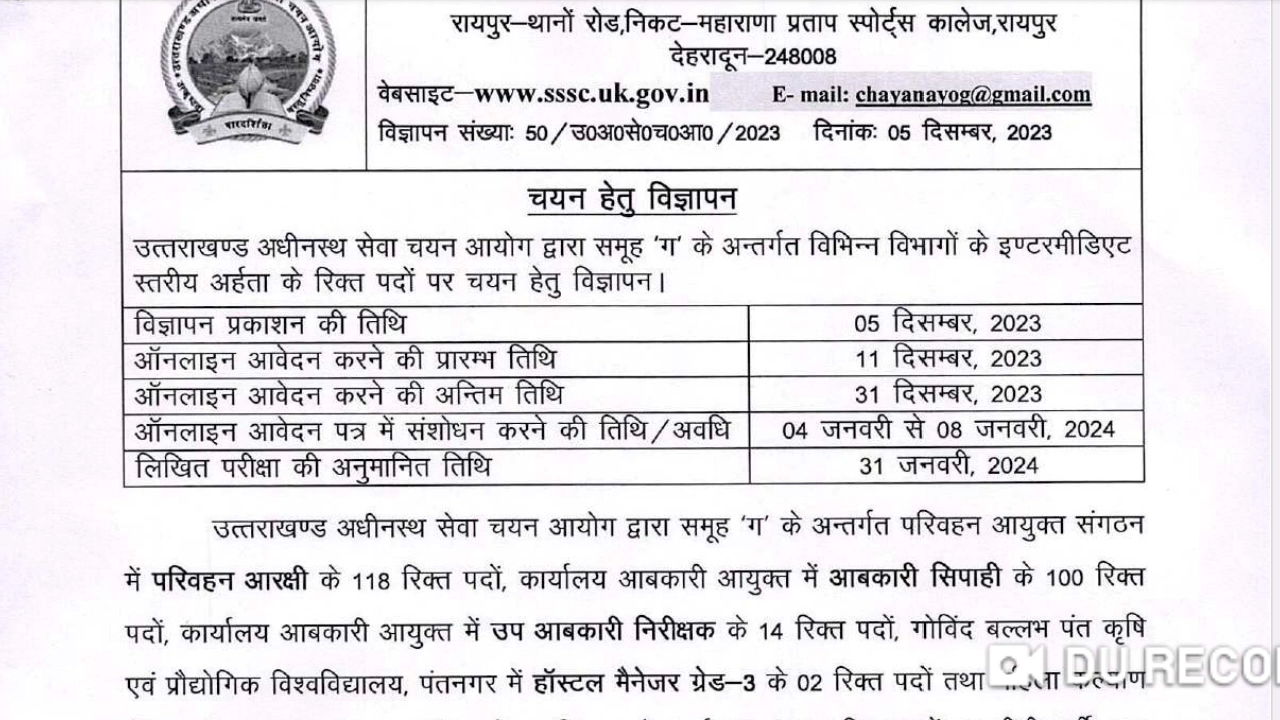 रायपुर–थानों रोड,निकट–महाराणा प्रताप स्पोर्ट्स कालेज,रायपुर
देहरादून–248008
वेबसाइट–www.sssc.uk.gov.in E- mail: chayanayog@gmail.com
विज्ञापन संख्याः 50/उ0अ0से0च0आ0/2023 दिनांकः 05 दिसम्बर, 2023
पारदर्शिता
चयन हेतु विज्ञापन
उत्तराखण्ड अधीनस्थ सेवा चयन आयोग द्वारा समूह 'ग' के अन्तर्गत विभिन्न विभागों के इण्टरमीडिएट
स्तरीय अर्हता के रिक्त पदों पर चयन हेतु विज्ञापन।
विज्ञापन प्रकाशन की तिथि 05 दिसम्बर, 2023
ऑनलाइन आवेदन करने की प्रारम्भ तिथि 11 दिसम्बर, 2023
ऑनलाइन आवेदन करने की अन्तिम तिथि 31 दिसम्बर, 2023
ऑनलाइन आवेदन पत्र में संशोधन करने की तिथि/अवधि 04 जनवरी से 08 जनवरी, 2024
लिखित परीक्षा की अनुमानित तिथि 31 जनवरी, 2024
उत्तराखण्ड अधीनस्थ सेवा चयन आयोग द्वारा समूह 'ग' के अन्तर्गत परिवहन आयुक्त संगठन
में परिवहन आरक्षी के 118 रिक्त पदों, कार्यालय आबकारी आयुक्त में आबकारी सिपाही के 100 रिक्त
पदों, कार्यालय आबकारी आयुक्त में उप आबकारी निरीक्षक के 14 रिक्त पदों, गोविंद बल्लभ पंत कृषि
एवं प्रौद्योगिक विश्वविद्यालय, पंतनगर में हॉस्टल मैनेजर ग्रेड–3 के 02 रिक्त पदों तथा
DU RECO